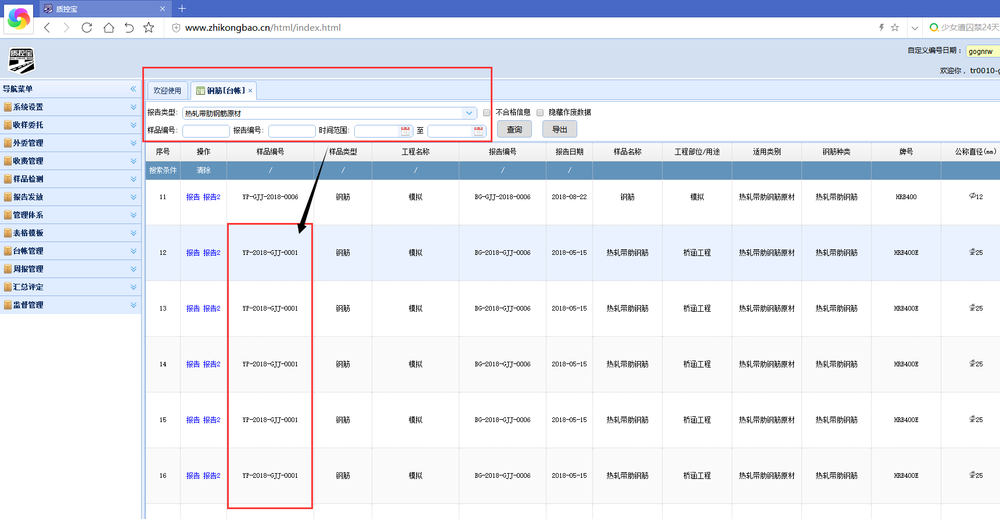 质控宝
www.zhikongbao.cn/html/index.html
少女遭囚禁24天
质控宝
自定义编号日期： gognrw
欢迎你， tr0010-g
导航菜单
系统设置
收样委托
外委管理
收费管理
样品检测
报告发放
管理体系
表格模板
台帐管理
周报管理
汇总评定
监督管理
欢迎使用 钢筋[台帐]
报告类型: 热轧带肋钢筋原材 不合格信息 隐藏作废数据
样品编号: 报告编号: 时间范围: 至 查询 导出
序号 操作 样品编号 样品类型 工程名称 报告编号 报告日期 样品名称 工程部位/用途 适用类别 钢筋种类 牌号 公称直径(mm)
搜索条件 清除 / / / / /
11 报告 报告2 YP-GJJ-2018-0006 钢筋 模拟 BG-GJJ-2018-0006 2018-08-22 钢筋 模拟 热轧带肋钢筋原材 热轧带肋钢筋 HRB400 12
12 报告 报告2 YP-2018-GJJ-0001 钢筋 模拟 BG-2018-GJJ-0006 2018-05-15 热轧带肋钢筋 桥涵工程 热轧带肋钢筋原材 热轧带肋钢筋 HRB400E 25
13 报告 报告2 YP-2018-GJJ-0001 钢筋 模拟 BG-2018-GJJ-0006 2018-05-15 热轧带肋钢筋 桥涵工程 热轧带肋钢筋原材 热轧带肋钢筋 HRB400E 25
14 报告 报告2 YP-2018-GJJ-0001 钢筋 模拟 BG-2018-GJJ-0006 2018-05-15 热轧带肋钢筋 桥涵工程 热轧带肋钢筋原材 热轧带肋钢筋 HRB400E 25
15 报告 报告2 YP-2018-GJJ-0001 钢筋 模拟 BG-2018-GJJ-0006 2018-05-15 热轧带肋钢筋 桥涵工程 热轧带肋钢筋原材 热轧带肋钢筋 HRB400E 25
16 报告 报告2 YP-2018-GJJ-0001 钢筋 模拟 BG-2018-GJJ-0006 2018-05-15 热轧带肋钢筋 桥涵工程 热轧带肋钢筋原材 热轧带肋钢筋 HRB400E 25